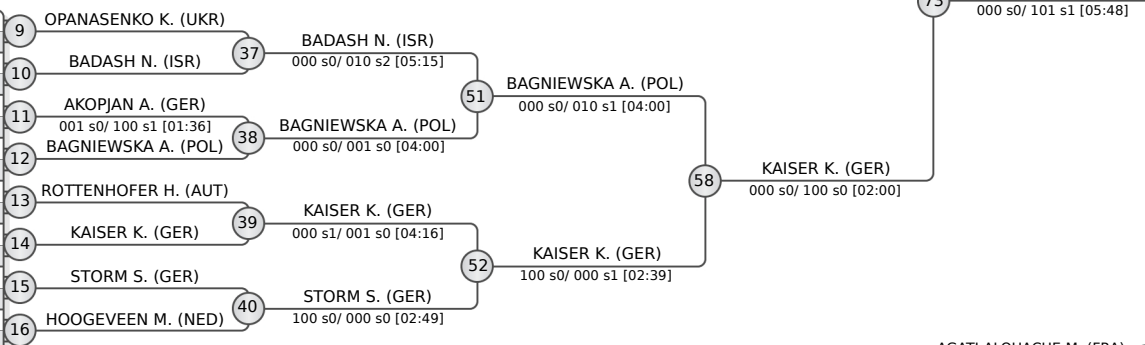 73
000 s0/ 101 s1 [05:48]
9
OPANASENKO K. (UKR)
37
BADASH N. (ISR)
000 s0/ 010 s2 [05:15]
10
BADASH N. (ISR)
51
BAGNIEWSKA A. (POL)
000 s0/ 010 s1 [04:00]
11
AKOPJAN A. (GER)
001 s0/ 100 s1 [01:36]
38
BAGNIEWSKA A. (POL)
000 s0/ 001 s0 [04:00]
12
BAGNIEWSKA A. (POL)
58
KAISER K. (GER)
000 s0/ 100 s0 [02:00]
13
ROTTENHOFER H. (AUT)
39
KAISER K. (GER)
000 s1/ 001 s0 [04:16]
14
KAISER K. (GER)
52
KAISER K. (GER)
100 s0/ 000 s1 [02:39]
15
STORM S. (GER)
40
STORM S. (GER)
100 s0/ 000 s0 [02:49]
16
HOOGEVEEN M. (NED)